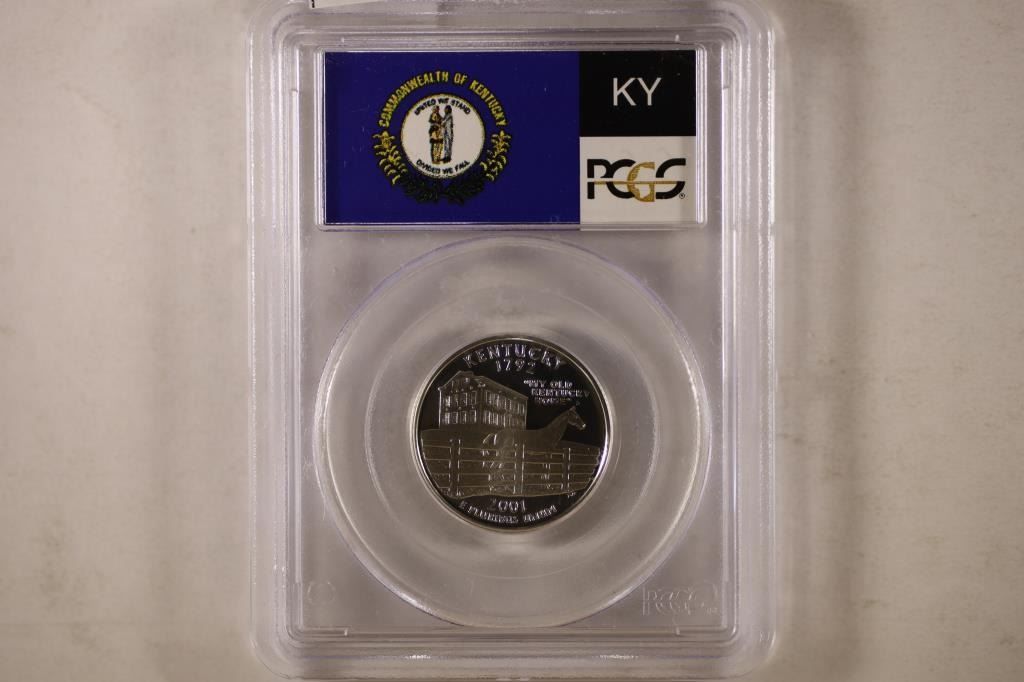 COMMONWEALTH OF KENTUCKY
UNITED WE STAND
DIVIDED WE FALL
KY
PCGS®
KENTUCKY
1792
"MY OLD
KENTUCKY
HOME"
2001
E PLURIBUS UNUM
PCGS